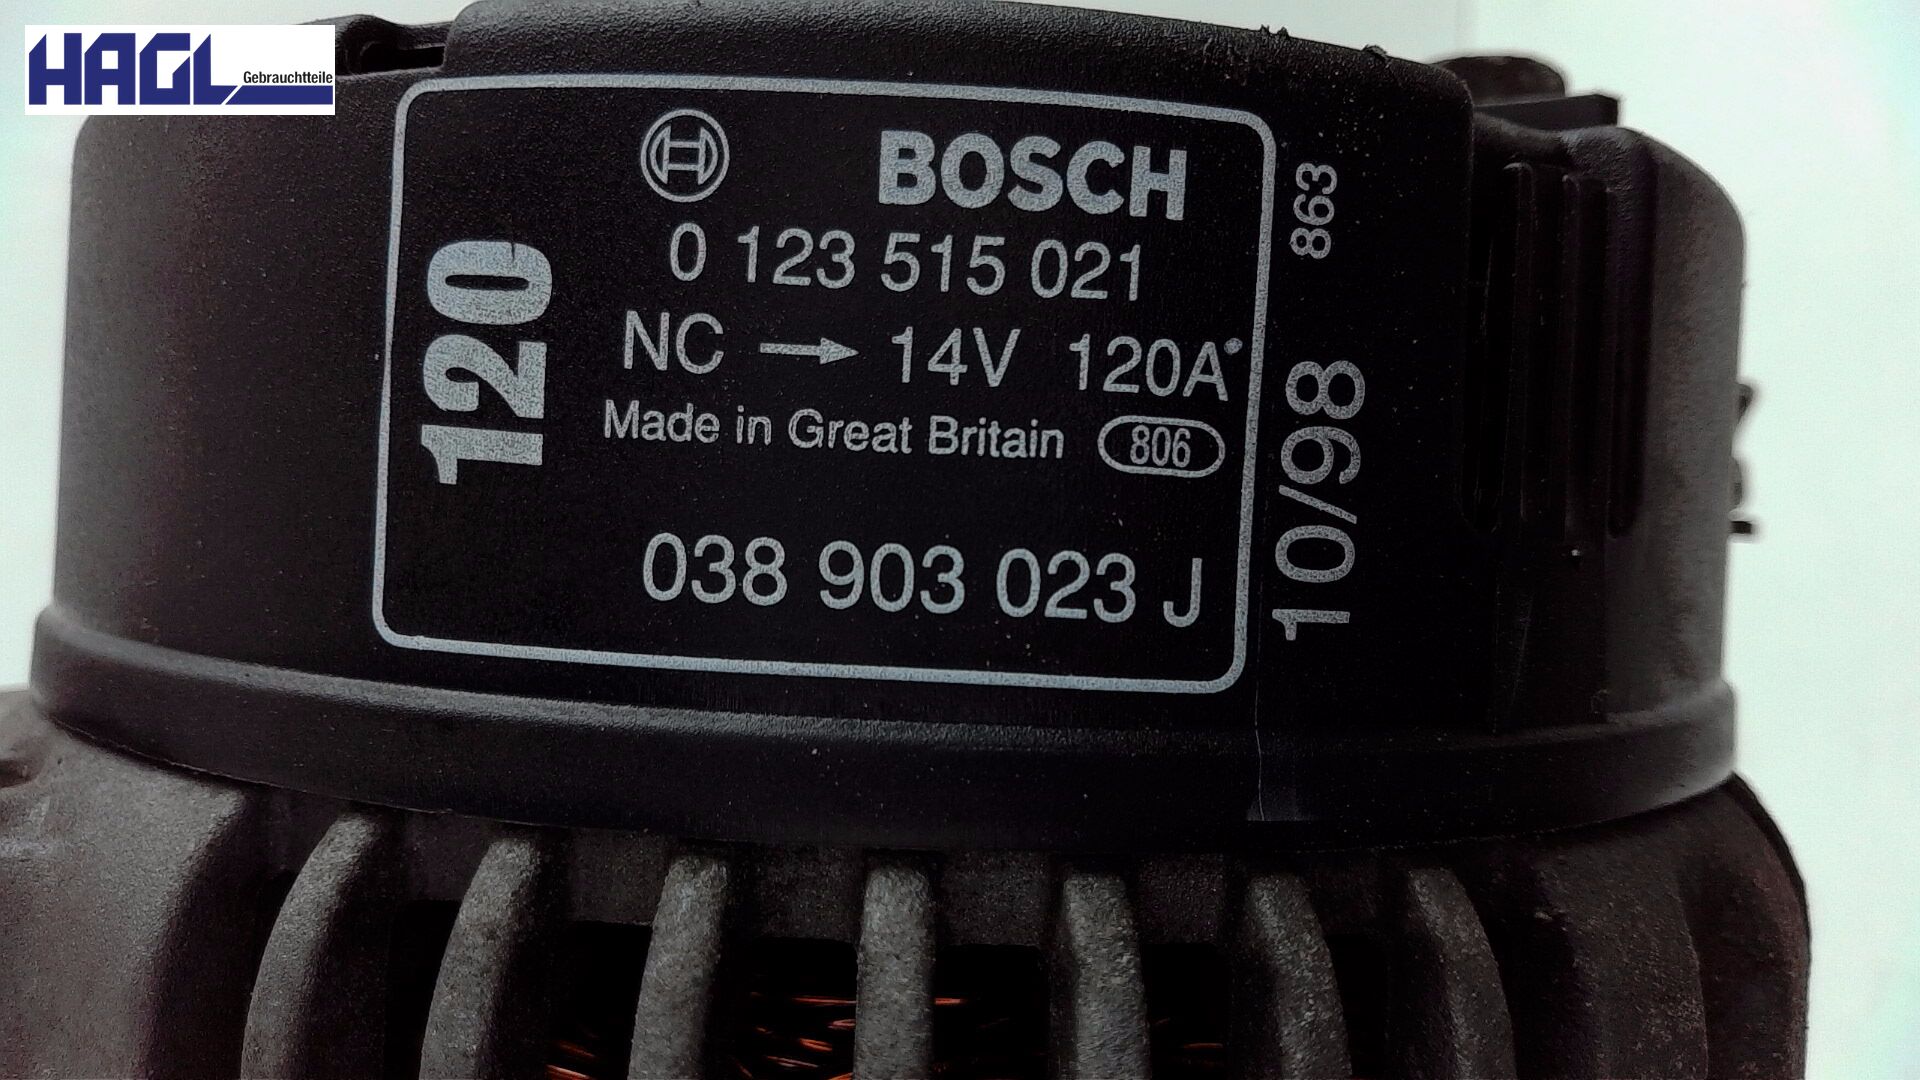 HAGL
Gebrauchtteile
BOSCH
0 123 515 021
NC → 14V 120A
Made in Great Britain 806
038 903 023 J
120
10/98 863